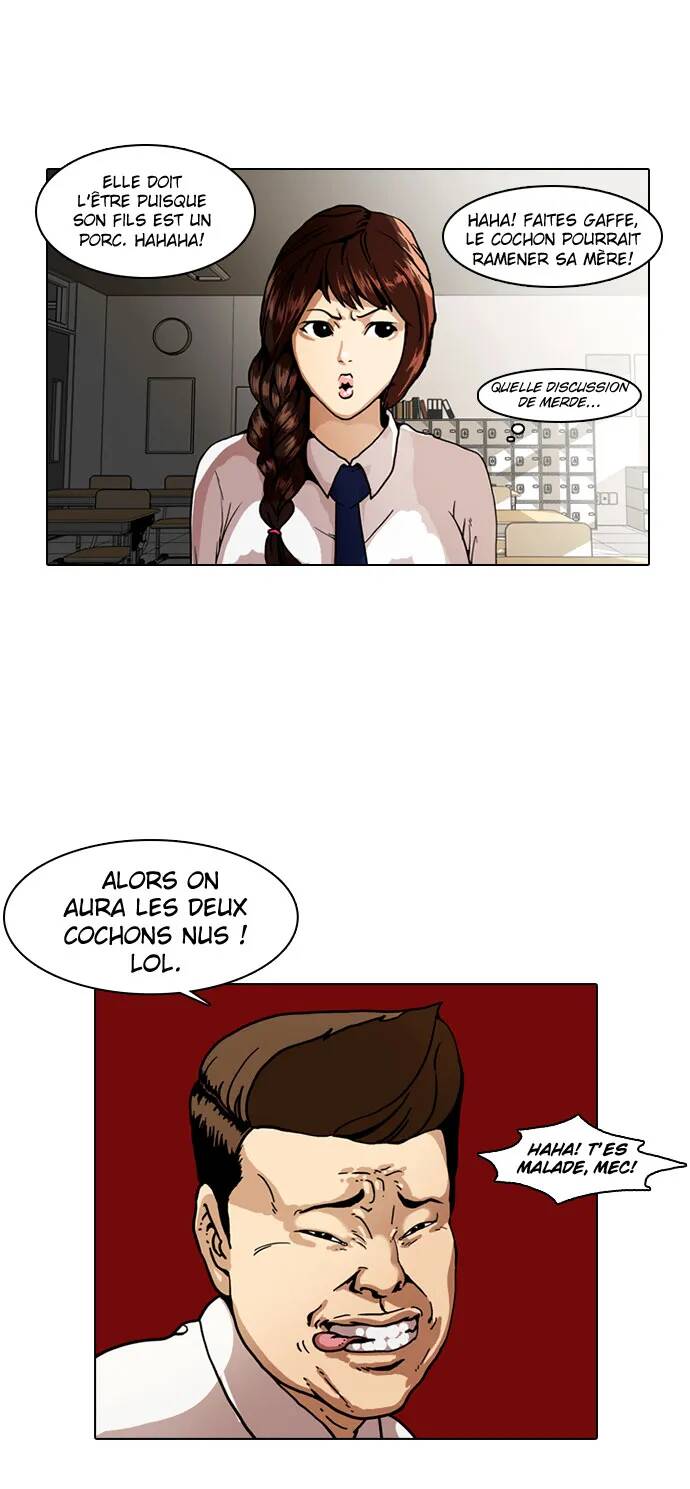 ELLE DOIT
L'ÊTRE PUISQUE
SON FILS EST UN
PORC. HAHAHA!
HAHA! FAITES GAFFE,
LE COCHON POURRAIT
RAMENER SA MÈRE!
QUELLE DISCUSSION
DE MERDE...
ALORS ON
AURA LES DEUX
COCHONS NUS !
LOL.
HAHA! T'ES
MALADE, MEC!